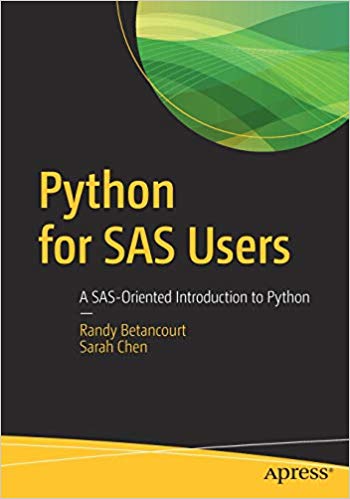 Python
for SAS Users
A SAS-Oriented Introduction to Python
—
Randy Betancourt
Sarah Chen
Apress®